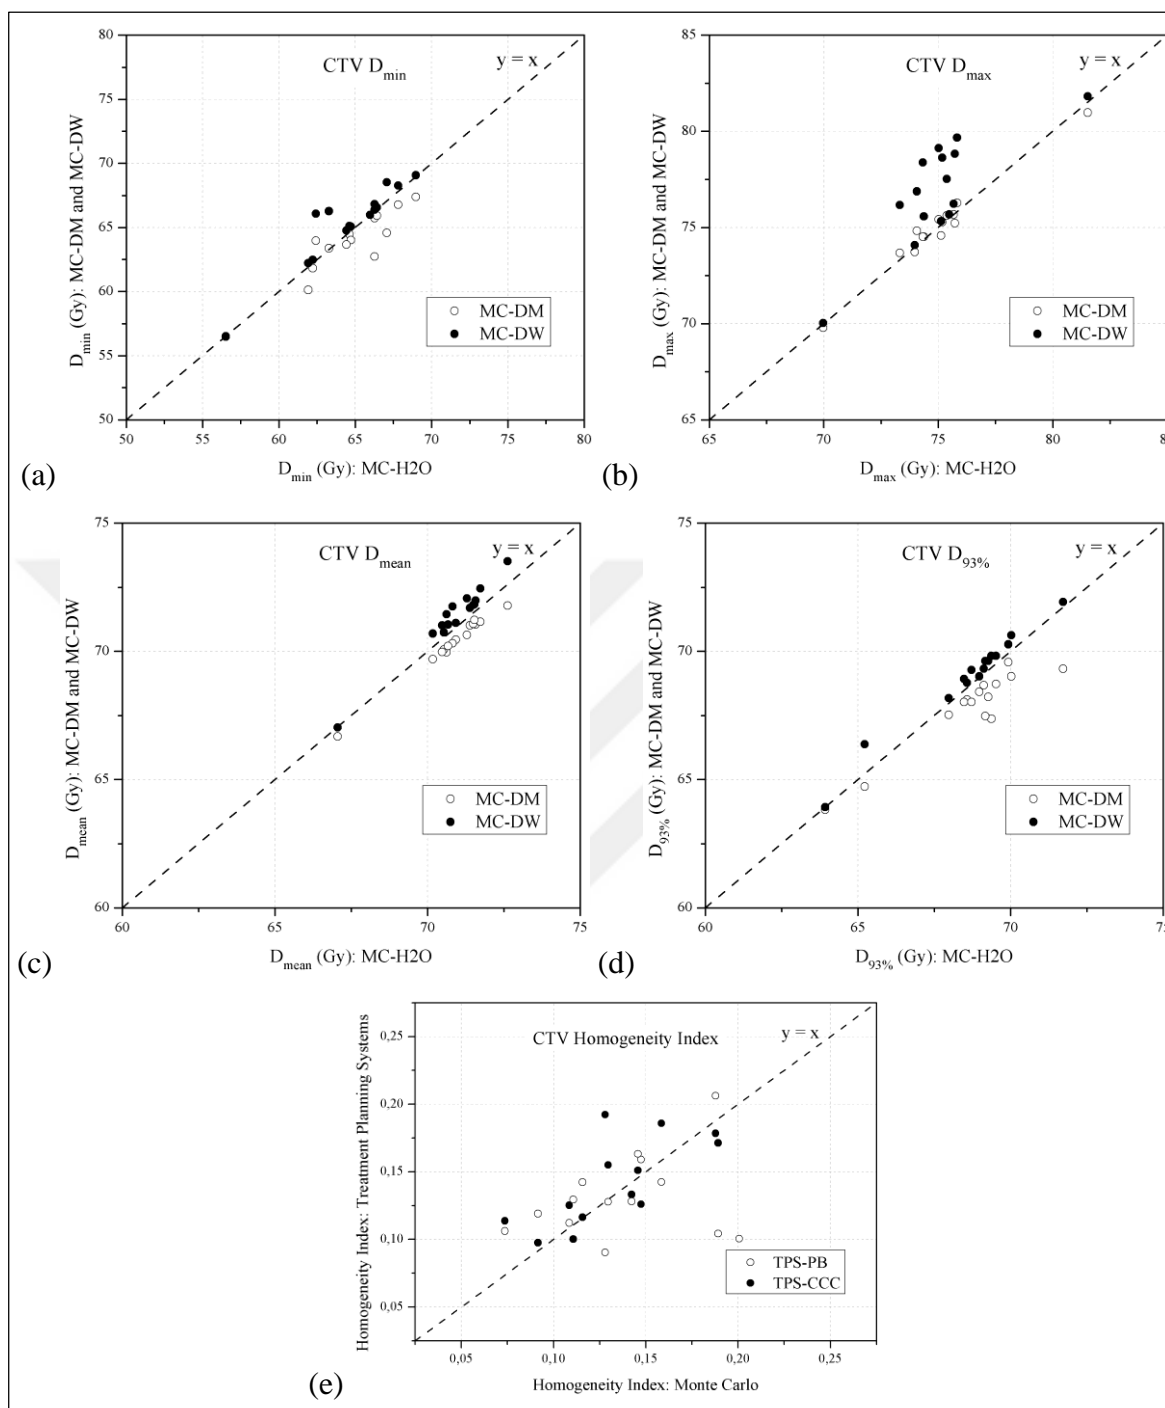 80
75
70
65
60
55
50
50
55
60
65
70
75
80
CTV D_min
y = x
D_min (Gy): MC-DM and MC-DW
MC-DM
MC-DW
D_min (Gy): MC-H2O
(a)
85
80
75
70
65
65
70
75
80
CTV D_max
y = x
D_max (Gy): MC-DM and MC-DW
MC-DM
MC-DW
D_max (Gy): MC-H2O
(b)
75
70
65
60
60
65
70
75
CTV D_mean
y = x
D_mean (Gy): MC-DM and MC-DW
MC-DM
MC-DW
D_mean (Gy): MC-H2O
(c)
75
70
65
60
60
65
70
CTV D_93%
y = x
D_93% (Gy): MC-DM and MC-DW
MC-DM
MC-DW
D_93% (Gy): MC-H2O
(d)
0,25
0,20
0,15
0,10
0,05
0,05
0,10
0,15
0,20
0,25
CTV Homogeneity Index
y = x
Homogeneity Index: Treatment Planning Systems
TPS-PB
TPS-CCC
Homogeneity Index: Monte Carlo
(e)